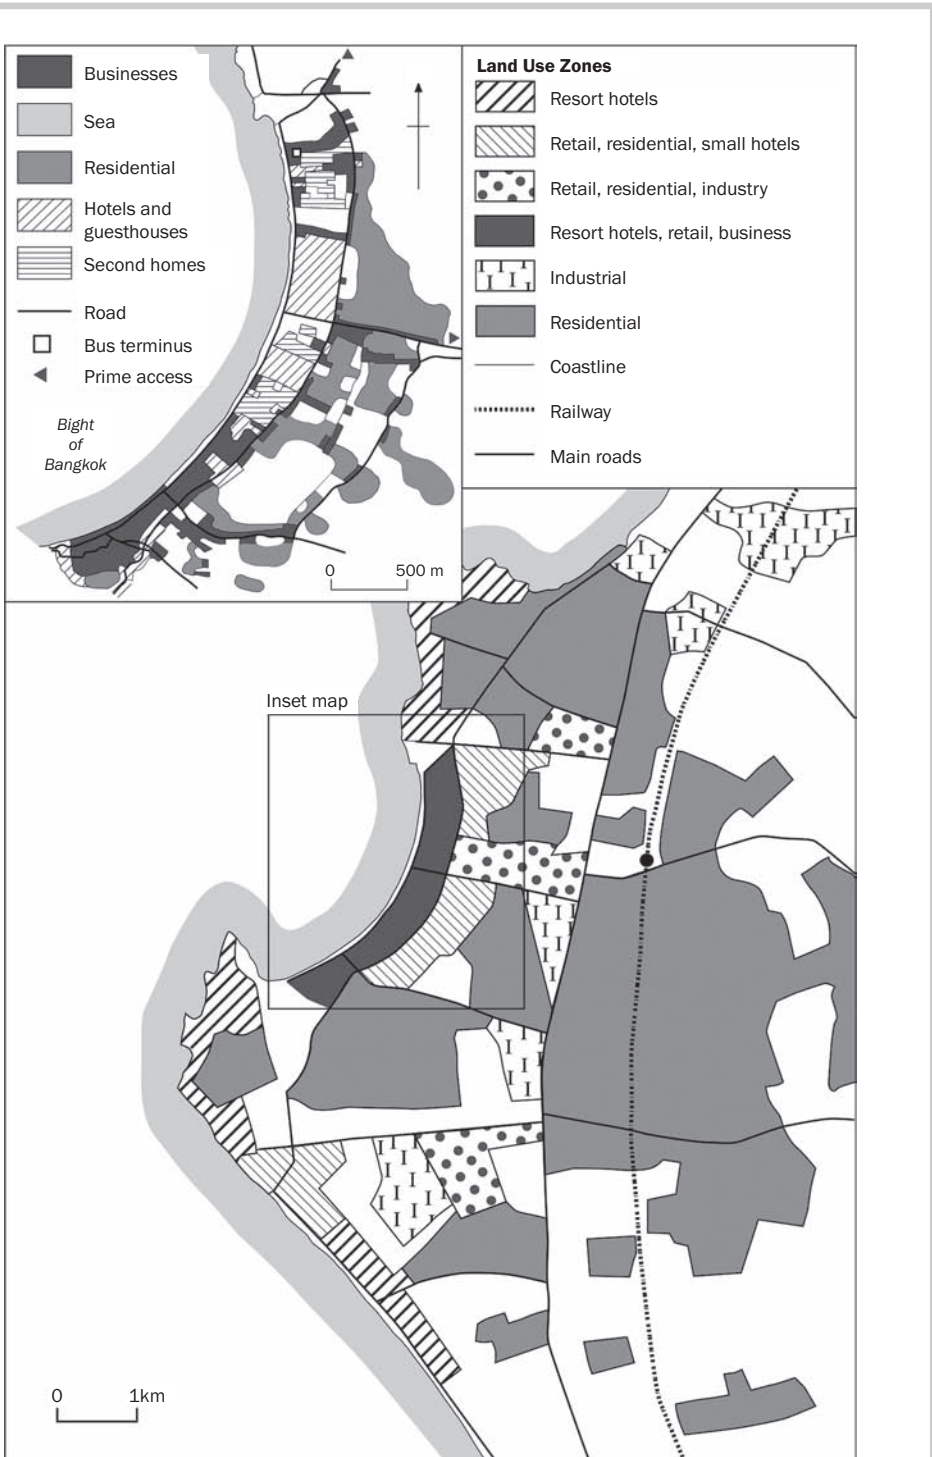 Businesses
Sea
Residential
Hotels and
guesthouses
Second homes
Road
Bus terminus
Prime access
Bight
of
Bangkok
0 500 m
Land Use Zones
Resort hotels
Retail, residential, small hotels
Retail, residential, industry
Resort hotels, retail, business
Industrial
Residential
Coastline
Railway
Main roads
Inset map
0 1km